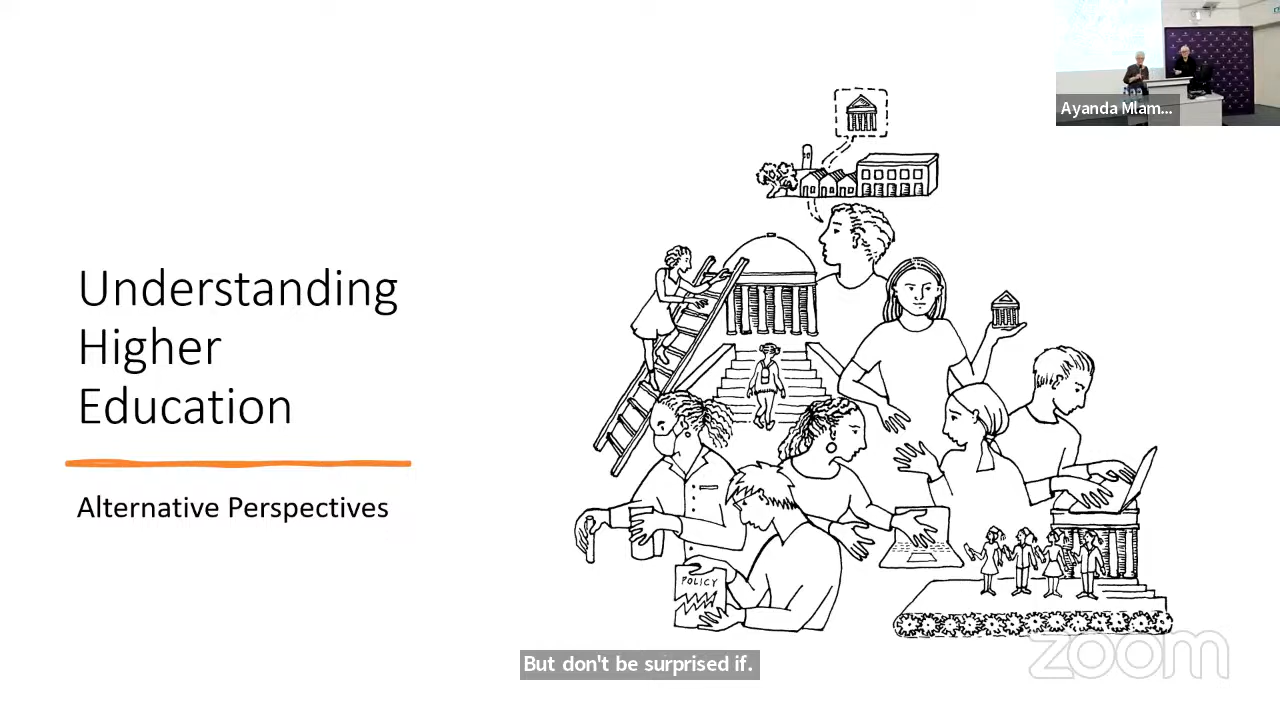 Ayanda Mlam...
Understanding
Higher
Education
Alternative Perspectives
POLICY
But don't be surprised if.
zoom